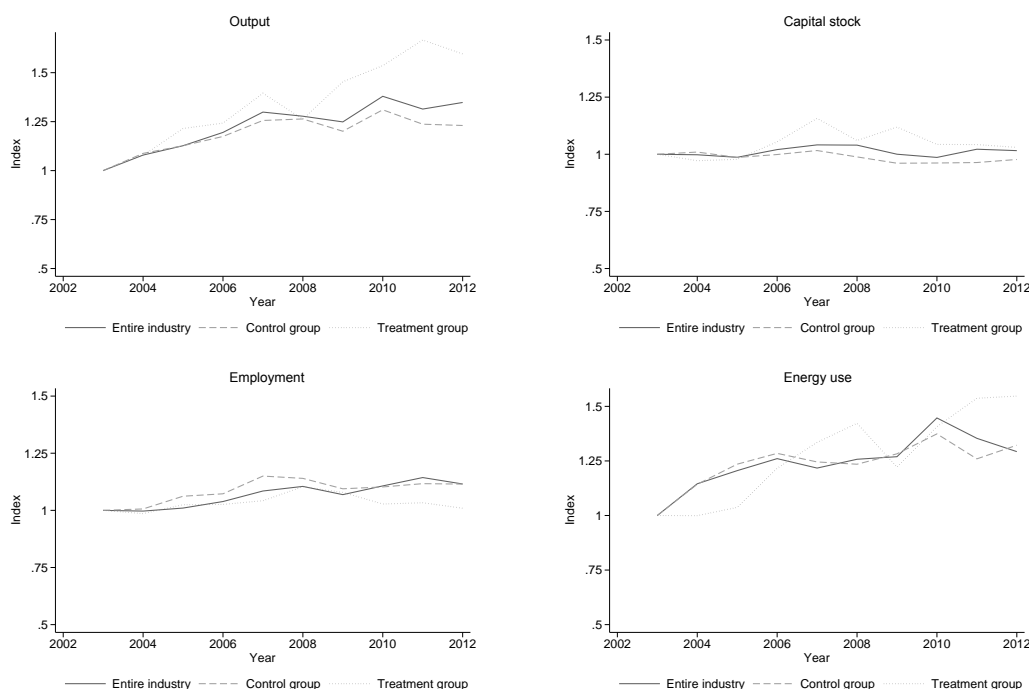 Output
Index
1.5
1.25
1
.75
.5
2002 2004 2006 2008 2010 2012
Year
Entire industry Control group Treatment group
Capital stock
Index
1.5
1.25
1
.75
.5
2002 2004 2006 2008 2010 2012
Year
Entire industry Control group Treatment group
Employment
Index
1.5
1.25
1
.75
.5
2002 2004 2006 2008 2010 2012
Year
Entire industry Control group Treatment group
Energy use
Index
1.5
1.25
1
.75
.5
2002 2004 2006 2008 2010 2012
Year
Entire industry Control group Treatment group